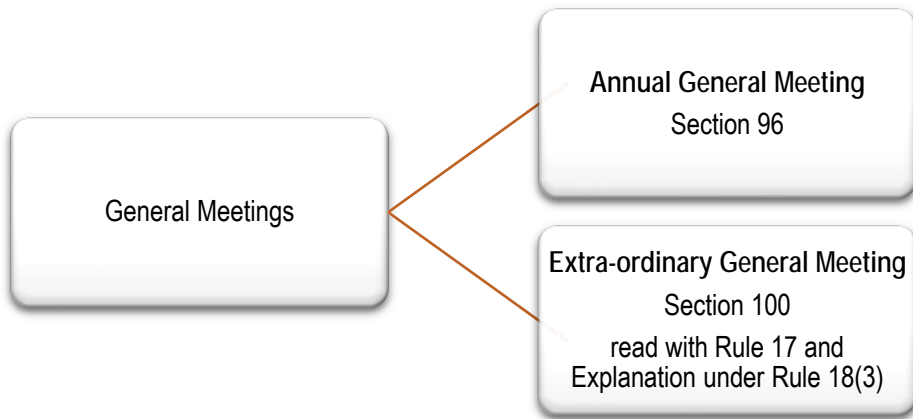 General Meetings
Annual General Meeting
Section 96
Extra-ordinary General Meeting
Section 100
read with Rule 17 and
Explanation under Rule 18(3)